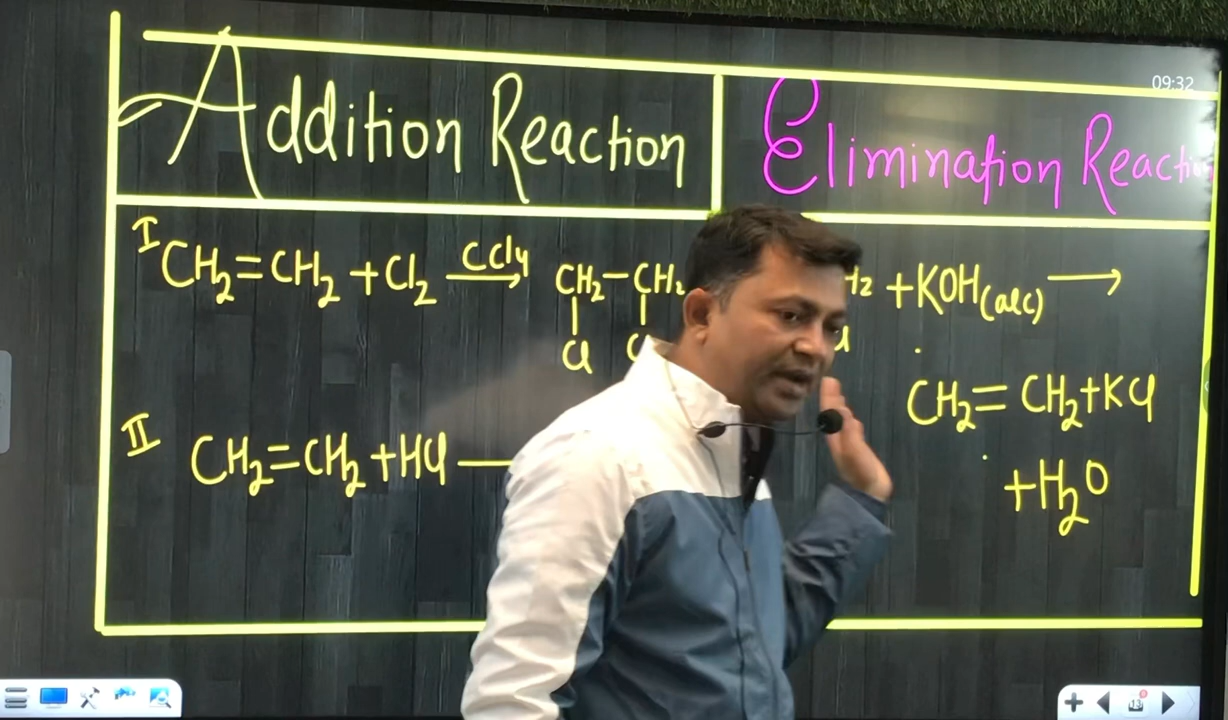 09:32
Addition Reaction
Elimination Reaction
I CH₂=CH₂ + Cl₂ CCl₄ → CH₂-CH₂
Cl
+ KOH(alc) →
CH₂=CH₂+KCl
+H₂O
II CH₂=CH₂ + HCl